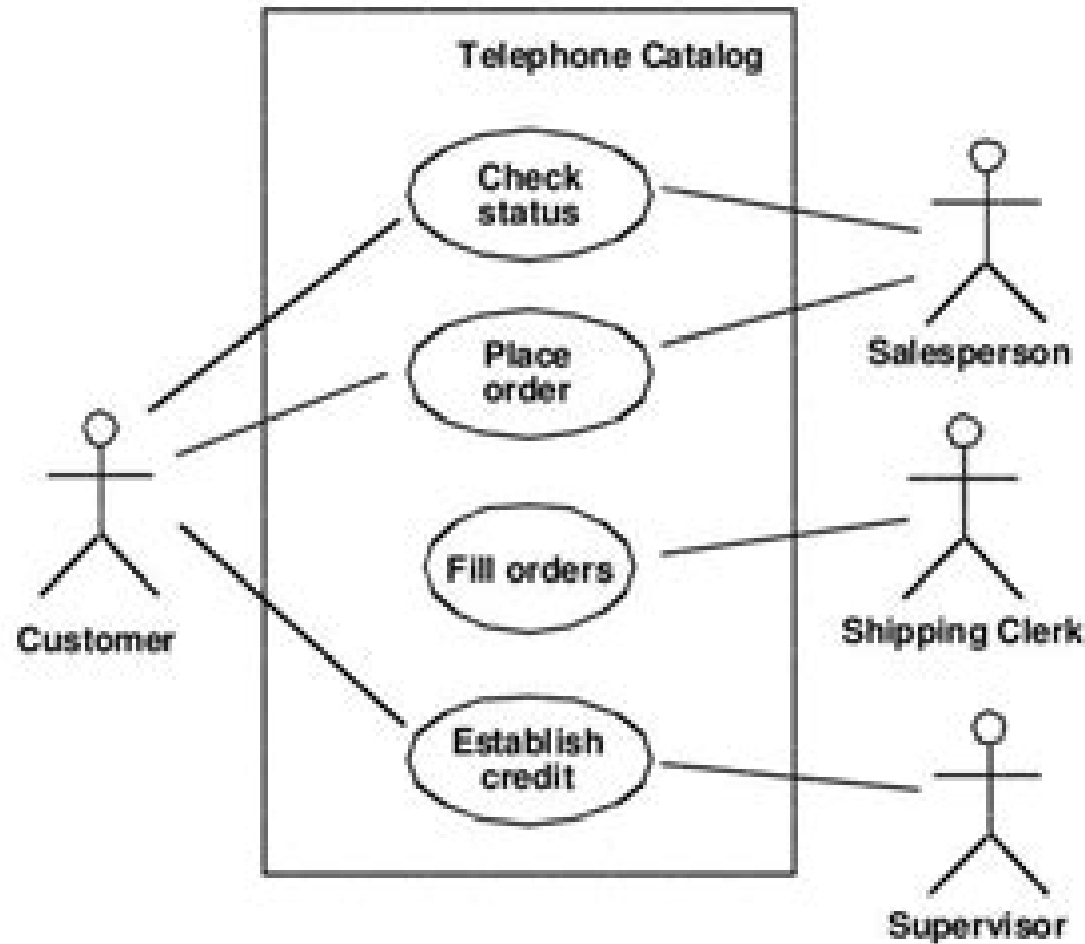 Telephone Catalog
Check
status
Place
order
Salesperson
Fill orders
Customer
Shipping Clerk
Establish
credit
Supervisor